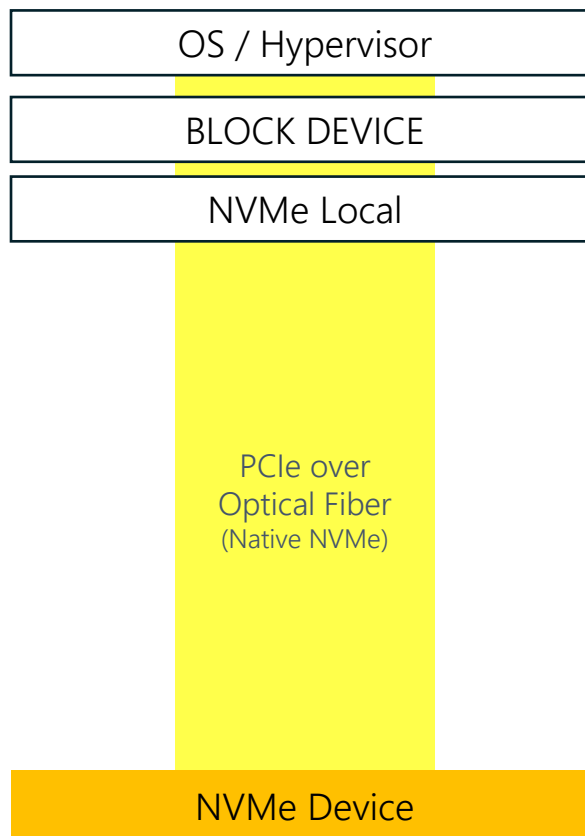 OS / Hypervisor
BLOCK DEVICE
NVMe Local
PCIe over
Optical Fiber
(Native NVMe)
NVMe Device